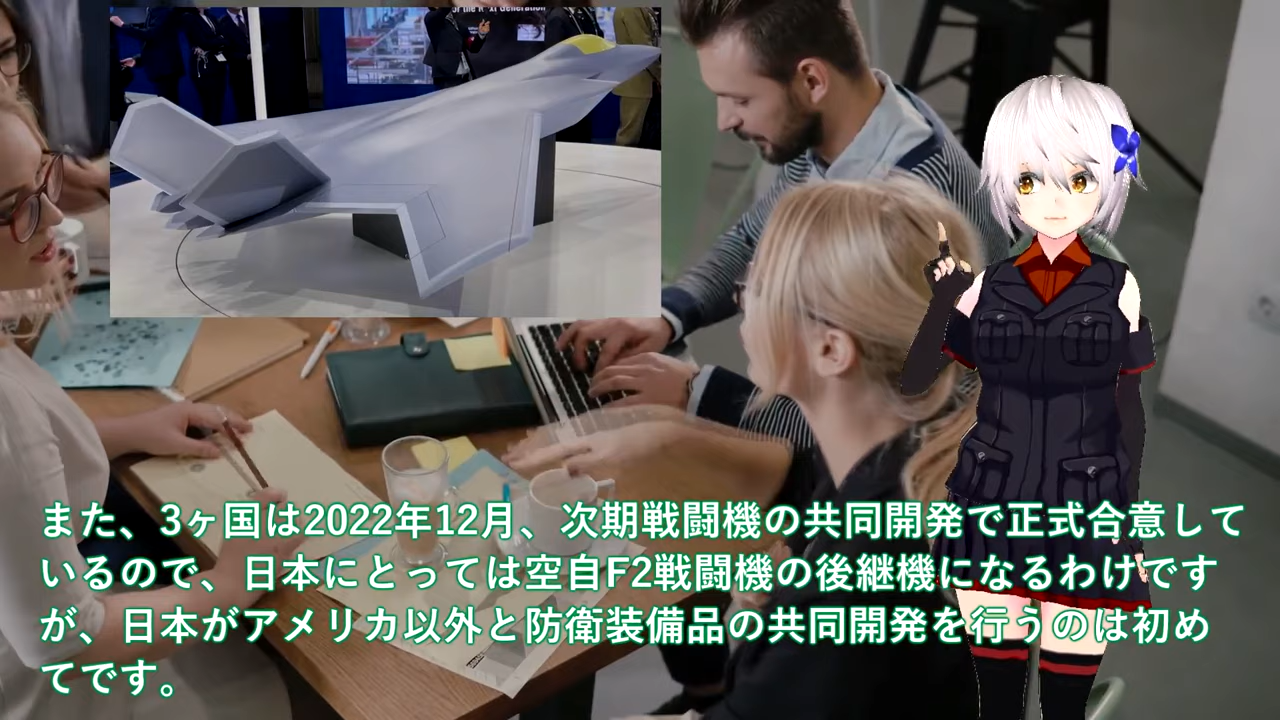 for the Next Generation
また、3ヶ国は2022年12月、次期戦闘機の共同開発で正式合意して
いるので、日本にとっては空自F2戦闘機の後継機になるわけです
が、日本がアメリカ以外と防衛装備品の共同開発を行うのは初め
てです。